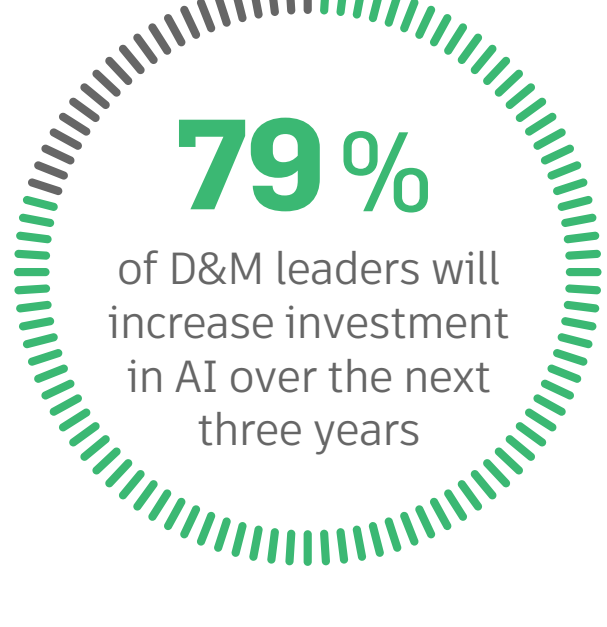 79%
of D&M leaders will
increase investment
in AI over the next
three years